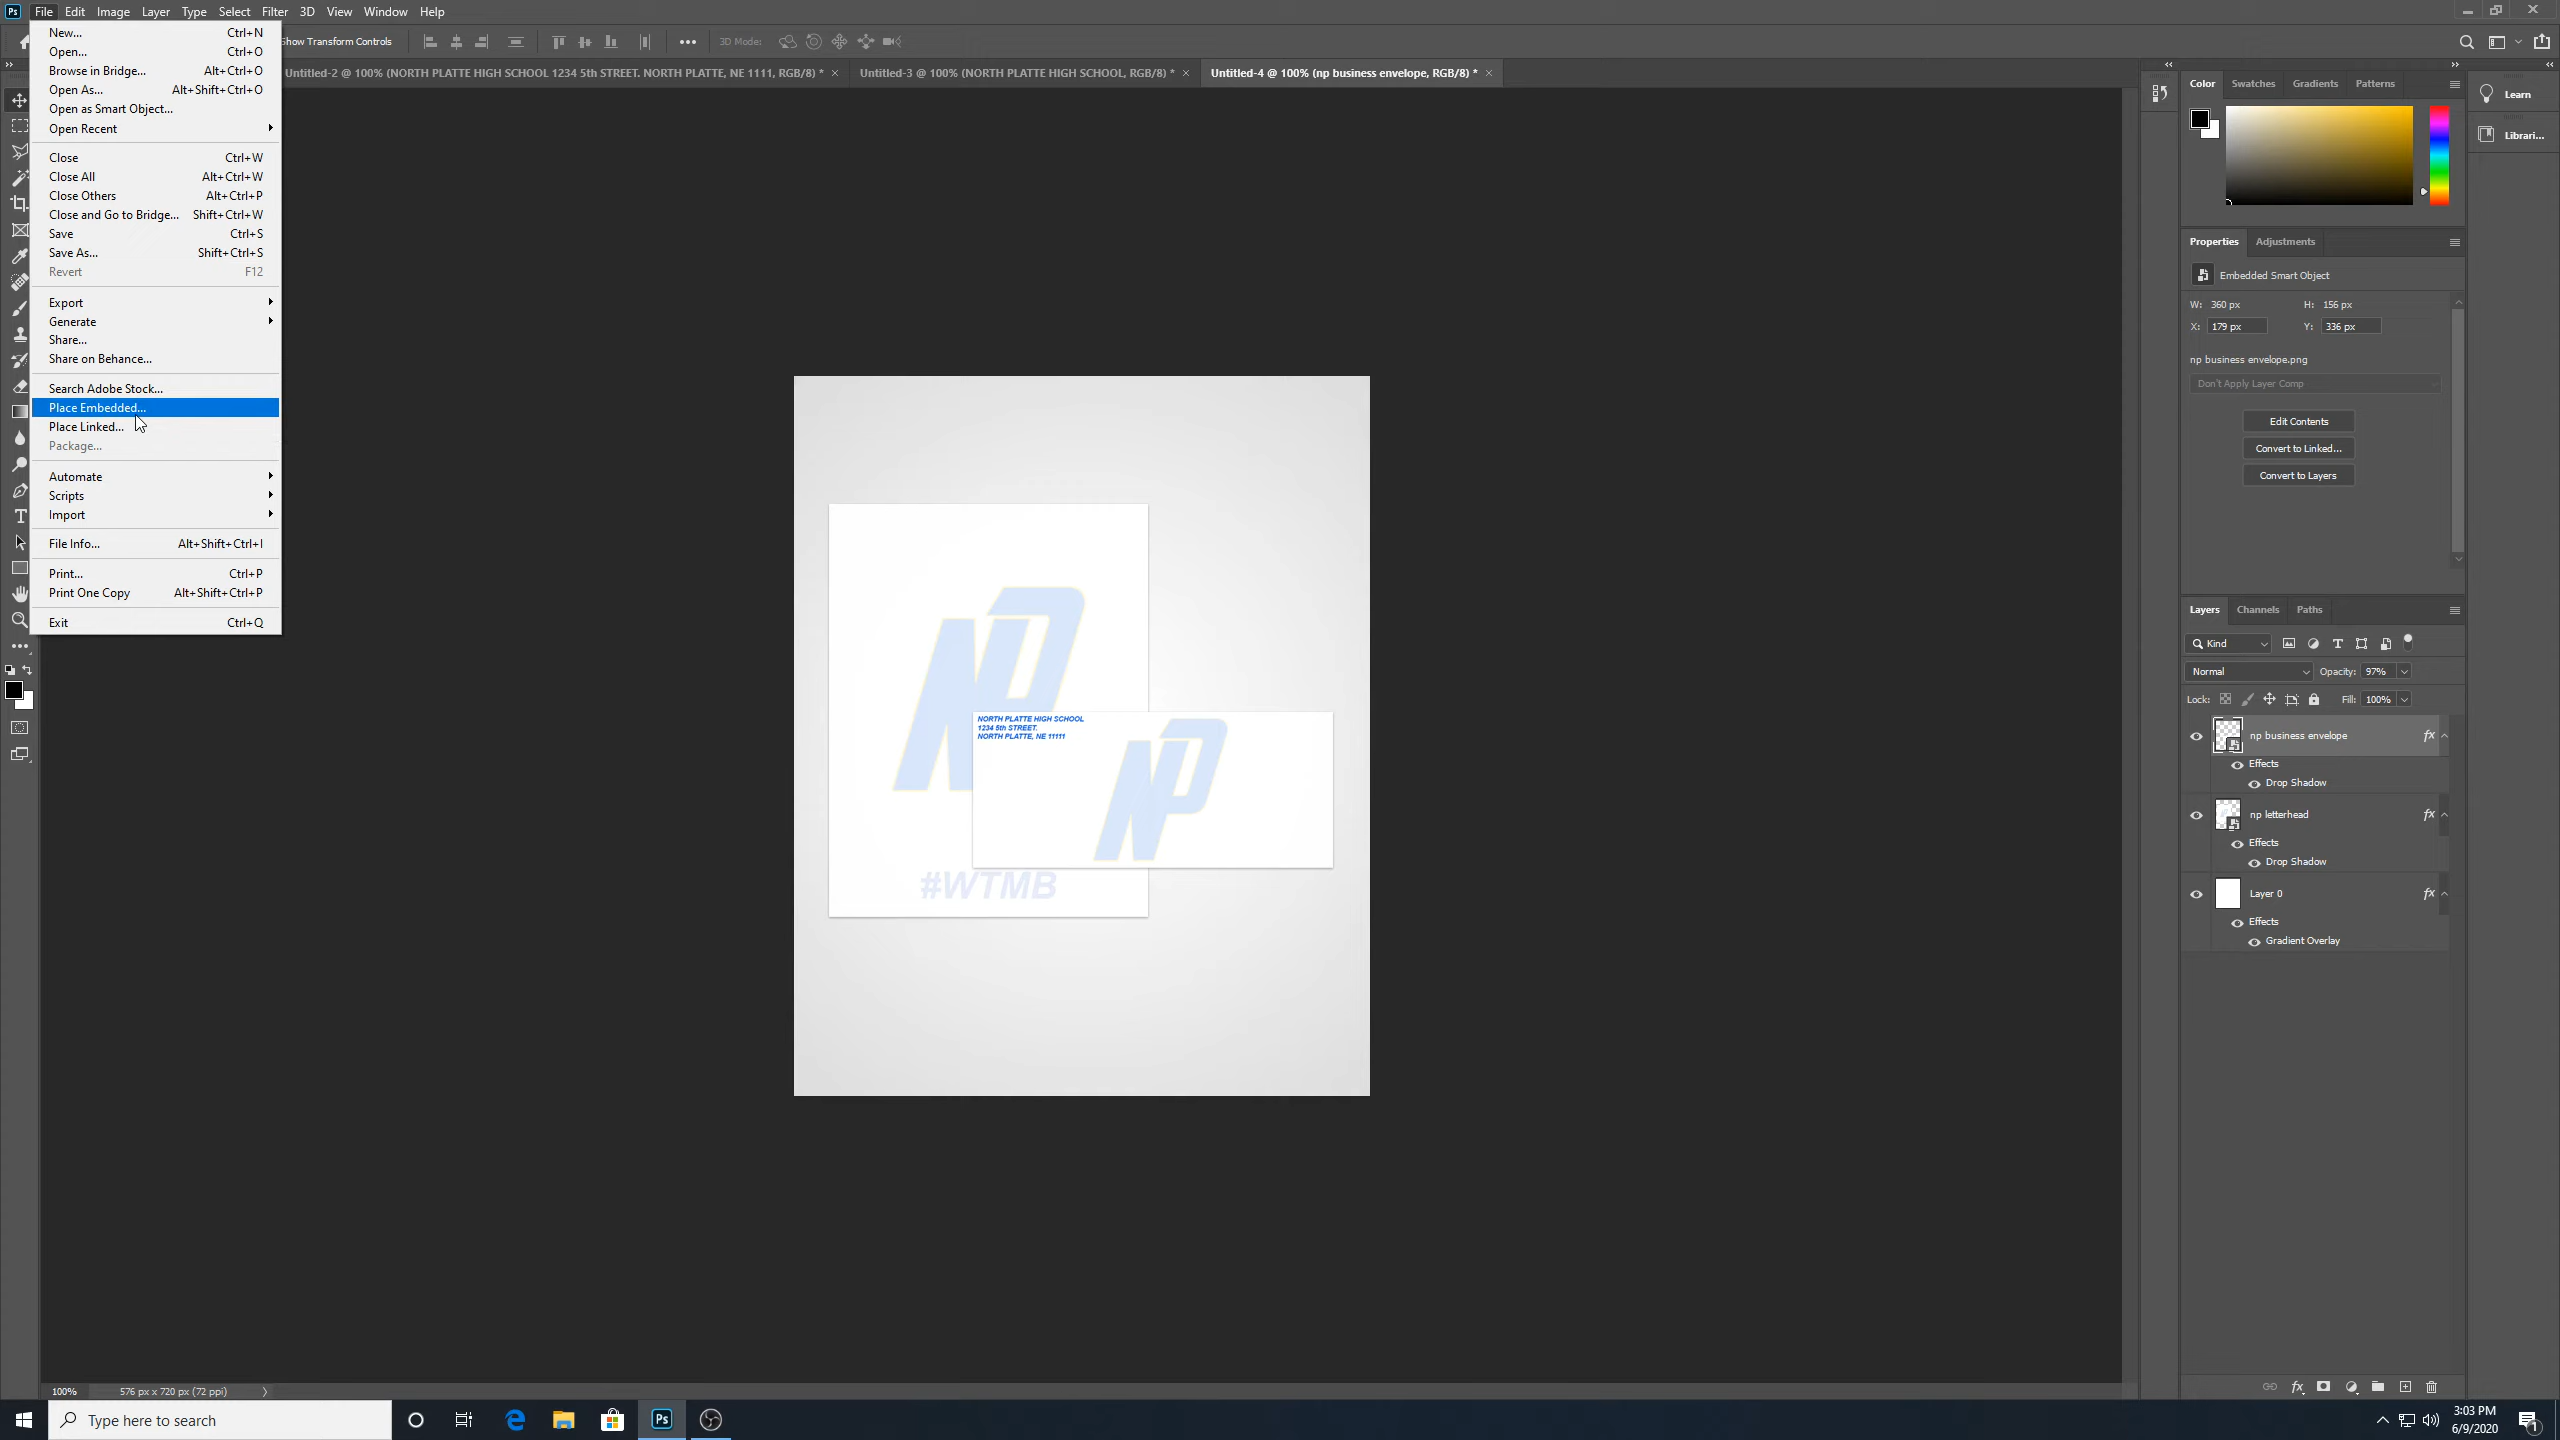 Ps File Edit Image Layer Type Select Filter 3D View Window Help
Show Transform Controls 3D Mode:
Untitled-2 @ 100% (NORTH PLATTE HIGH SCHOOL 1234 5th STREET. NORTH PLATTE, NE 1111, RGB/8) * Untitled-3 @ 100% (NORTH PLATTE HIGH SCHOOL, RGB/8) * Untitled-4 @ 100% (np business envelope, RGB/8) *
New... Ctrl+N
Open... Ctrl+O
Browse in Bridge... Alt+Ctrl+O
Open As... Alt+Shift+Ctrl+O
Open as Smart Object...
Open Recent
Close Ctrl+W
Close All Alt+Ctrl+W
Close Others Alt+Ctrl+P
Close and Go to Bridge... Shift+Ctrl+W
Save Ctrl+S
Save As... Shift+Ctrl+S
Revert F12
Export
Generate
Share...
Share on Behance...
Search Adobe Stock...
Place Embedded...
Place Linked...
Package...
Automate
Scripts
Import
File Info... Alt+Shift+Ctrl+I
Print... Ctrl+P
Print One Copy Alt+Shift+Ctrl+P
Exit Ctrl+Q
NP
#WTMB
NORTH PLATTE HIGH SCHOOL
1234 5th STREET.
NORTH PLATTE, NE 11111
NP
Color Swatches Gradients Patterns
Learn
Librari...
Properties Adjustments
Embedded Smart Object
W: 360 px H: 156 px
X: 179 px Y: 336 px
np business envelope.png
Don't Apply Layer Comp
Edit Contents
Convert to Linked...
Convert to Layers
Layers Channels Paths
Kind
Normal Opacity: 97%
Lock: Fill: 100%
np business envelope fx
Effects
Drop Shadow
np letterhead fx
Effects
Drop Shadow
Layer 0 fx
Effects
Gradient Overlay
100% 576 px x 720 px (72 ppi)
Type here to search
Ps
3:03 PM
6/9/2020
1